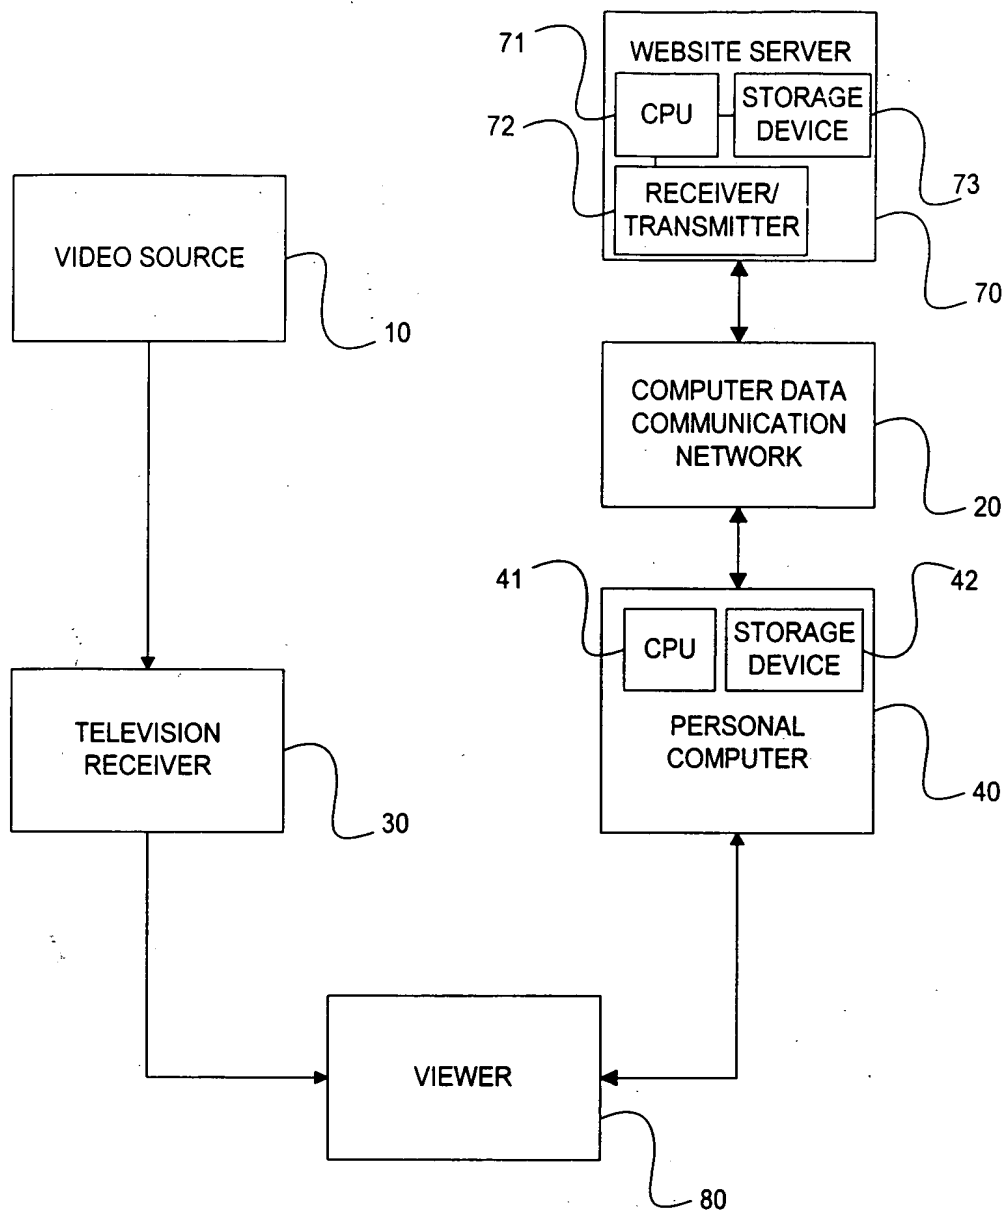 71
WEBSITE SERVER
CPU
STORAGE
DEVICE
72
73
RECEIVER/
TRANSMITTER
70
VIDEO SOURCE
10
COMPUTER DATA
COMMUNICATION
NETWORK
20
41
42
CPU
STORAGE
DEVICE
PERSONAL
COMPUTER
40
TELEVISION
RECEIVER
30
VIEWER
80